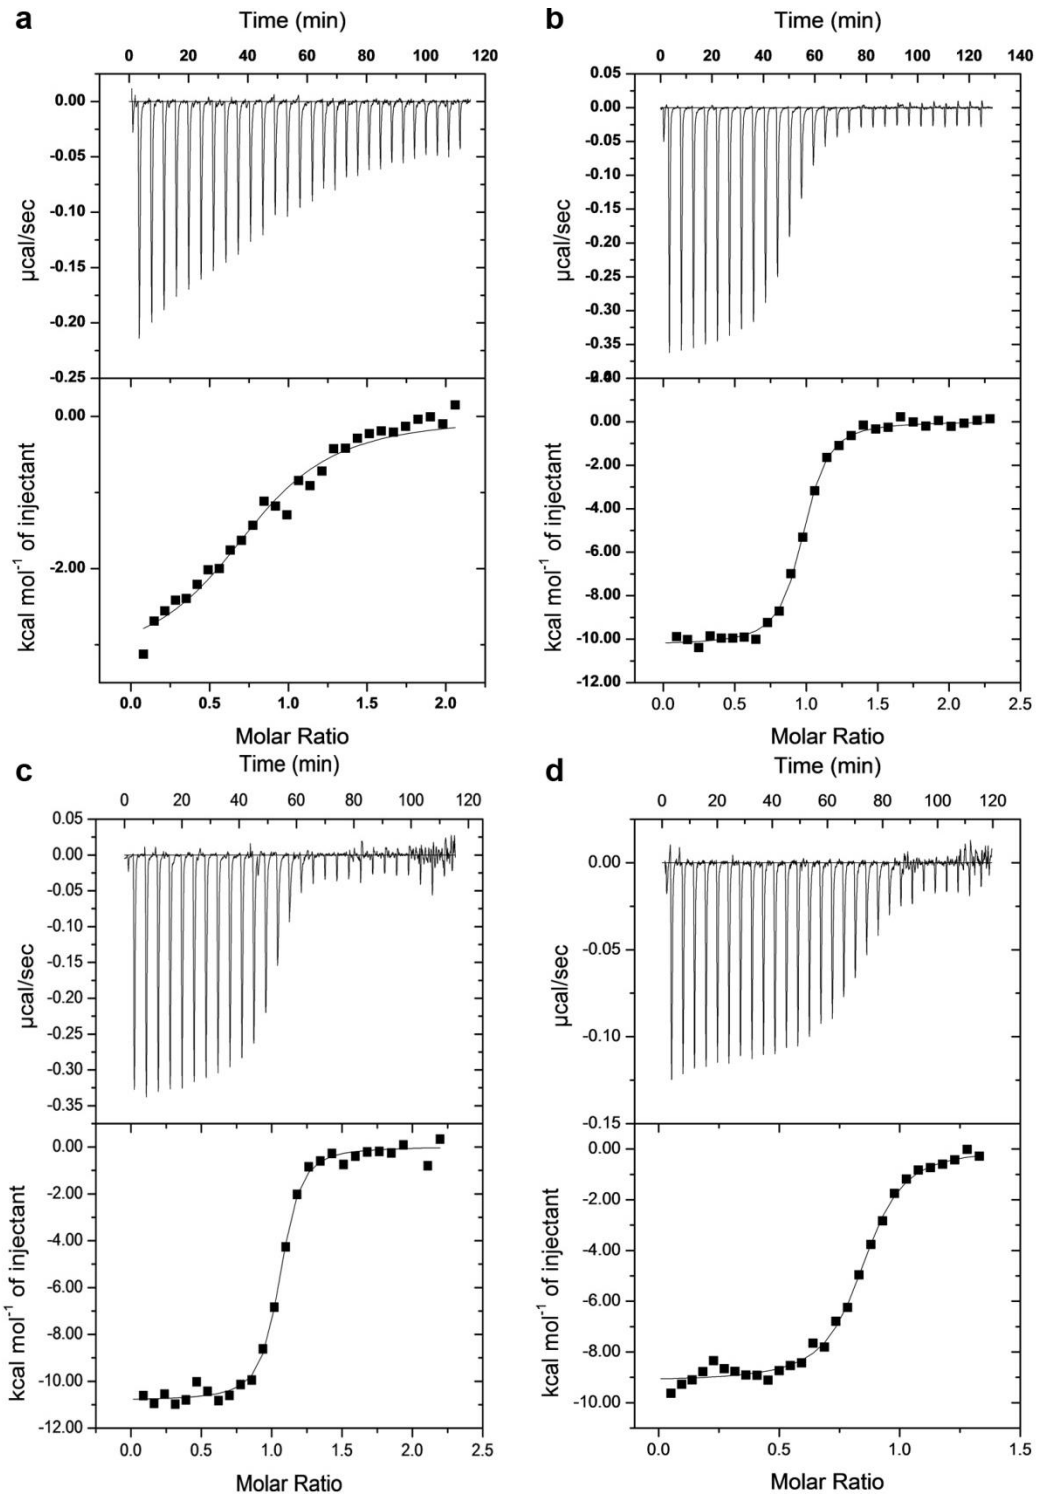 a
Time (min)
0 20 40 60 80 100 115
0.00
-0.05
-0.10
-0.15
-0.20
-0.25
µcal/sec
0.00
-2.00
kcal mol⁻¹ of injectant
0.0 0.5 1.0 1.5 2.0
Molar Ratio
b
Time (min)
0 20 40 60 80 100 120 140
0.05
0.00
-0.05
-0.10
-0.15
-0.20
-0.25
-0.30
-0.35
µcal/sec
0.00
-2.00
-4.00
-6.00
-8.00
-10.00
-12.00
kcal mol⁻¹ of injectant
0.0 0.5 1.0 1.5 2.0 2.5
Molar Ratio
c
Time (min)
0 20 40 60 80 100 115
0.05
0.00
-0.05
-0.10
-0.15
-0.20
-0.25
-0.30
-0.35
µcal/sec
0.00
-2.00
-4.00
-6.00
-8.00
-10.00
-12.00
kcal mol⁻¹ of injectant
0.0 0.5 1.0 1.5 2.0 2.5
Molar Ratio
d
Time (min)
0 20 40 60 80 100 120
0.00
-0.05
-0.10
-0.15
µcal/sec
0.00
-2.00
-4.00
-6.00
-8.00
-10.00
kcal mol⁻¹ of injectant
0.0 0.5 1.0 1.5
Molar Ratio